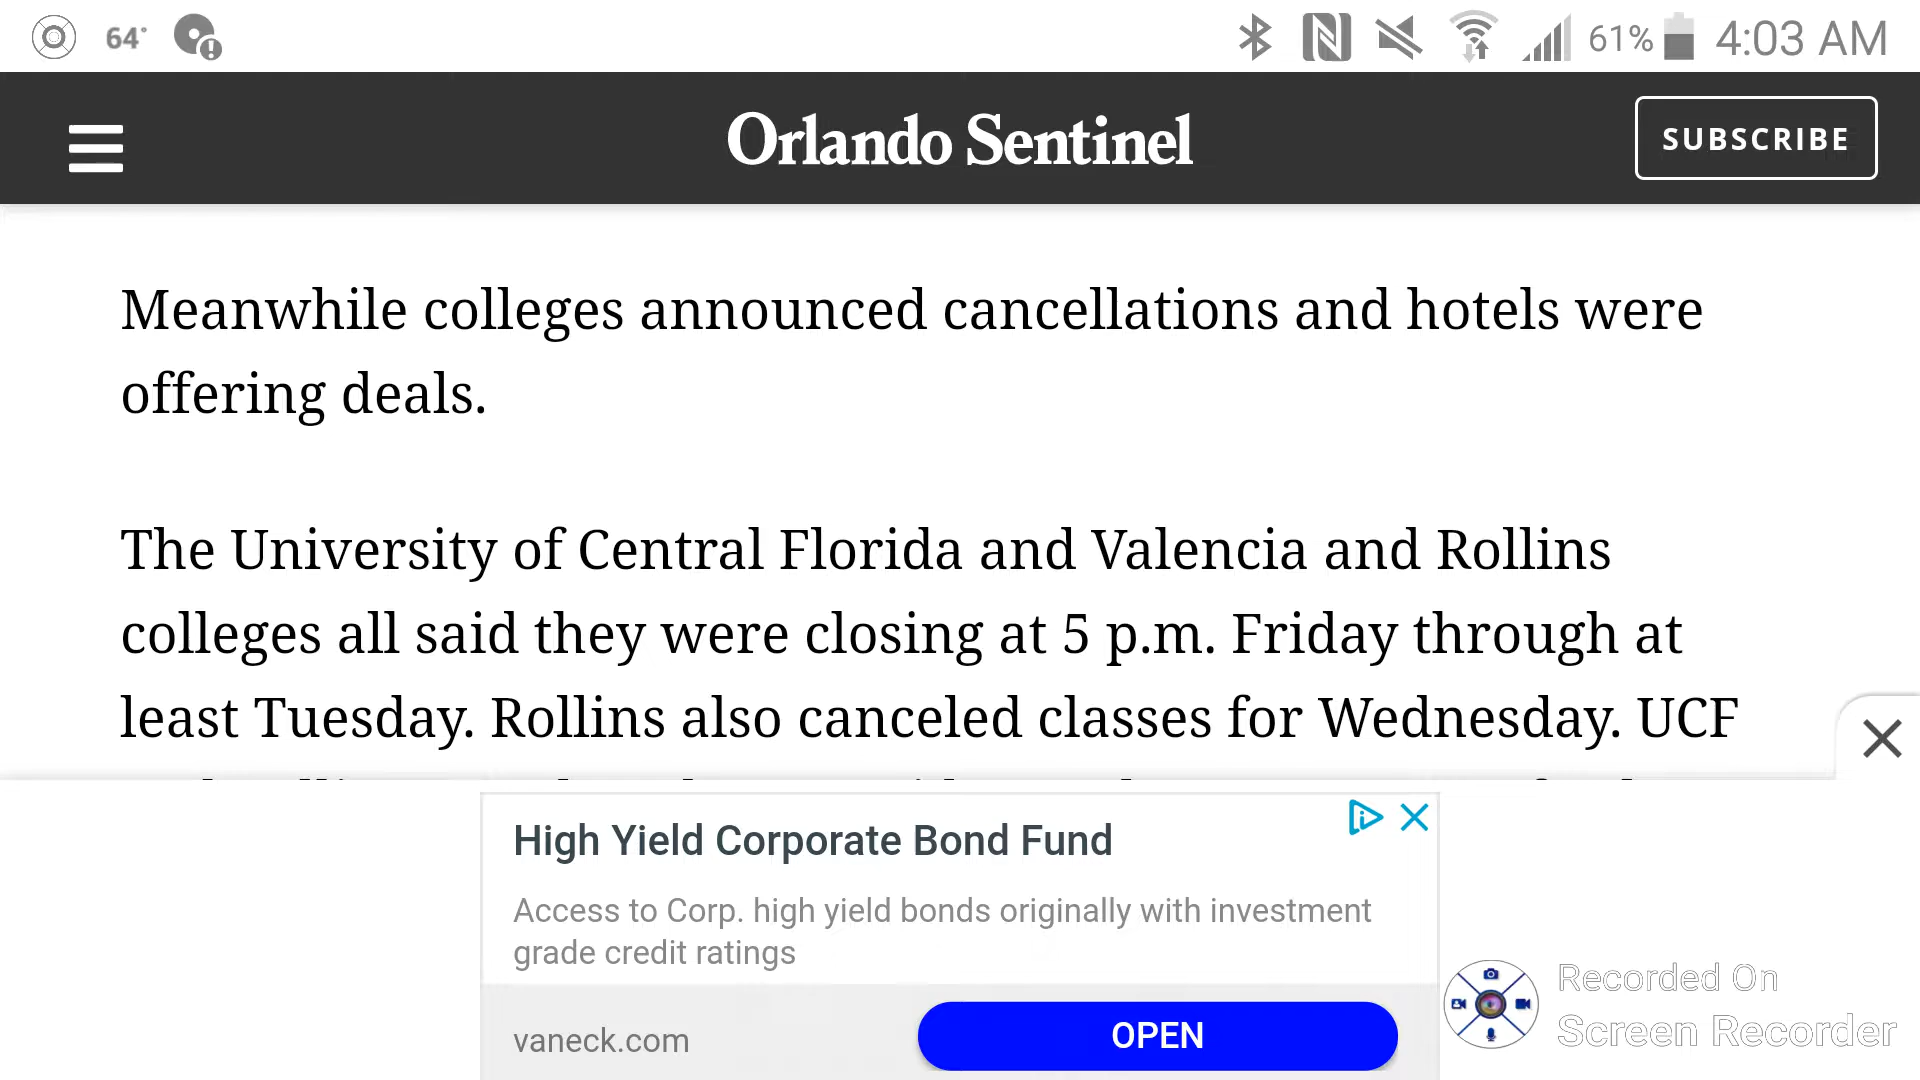 64°
61% 4:03 AM
Orlando Sentinel
SUBSCRIBE
Meanwhile colleges announced cancellations and hotels were
offering deals.
The University of Central Florida and Valencia and Rollins
colleges all said they were closing at 5 p.m. Friday through at
least Tuesday. Rollins also canceled classes for Wednesday. UCF
High Yield Corporate Bond Fund
Access to Corp. high yield bonds originally with investment
grade credit ratings
vaneck.com
OPEN
Recorded On
Screen Recorder